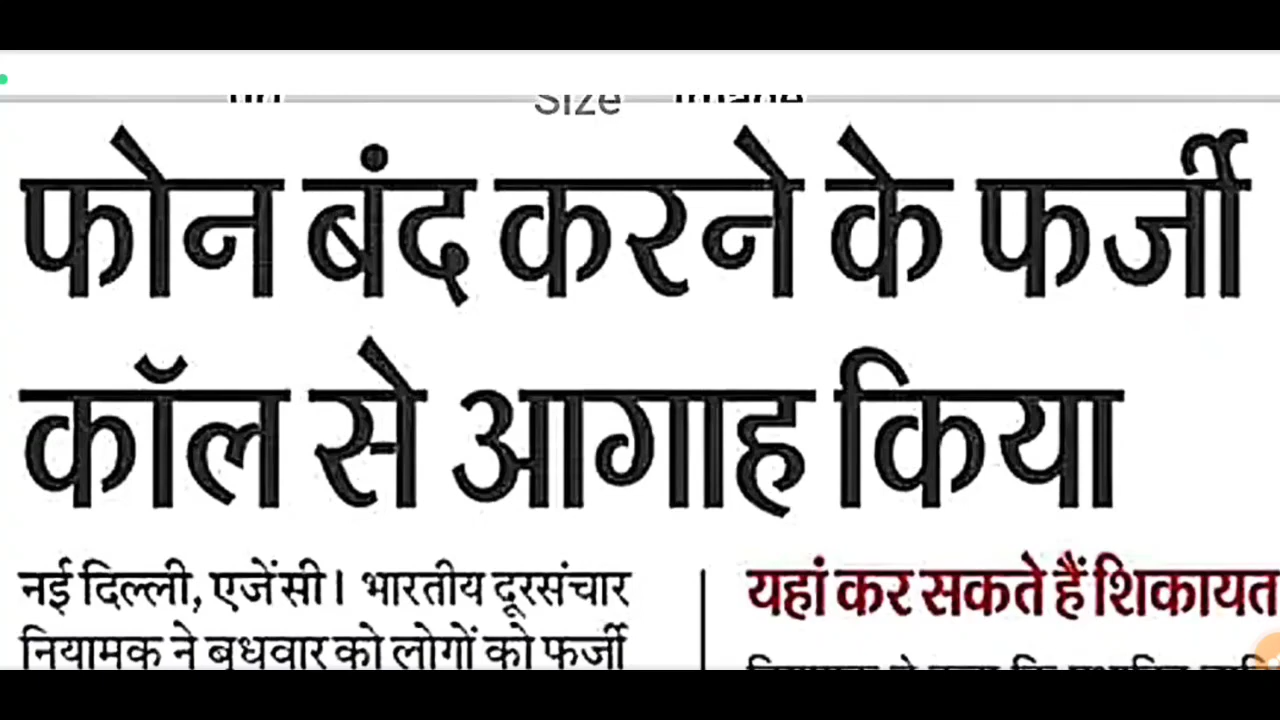 Size
फोन बंद करने के फर्जी
कॉल से आगाह किया
नई दिल्ली, एजेंसी। भारतीय दूरसंचार
नियामक ने बुधवार को लोगों को फर्जी
यहां कर सकते हैं शिकायत